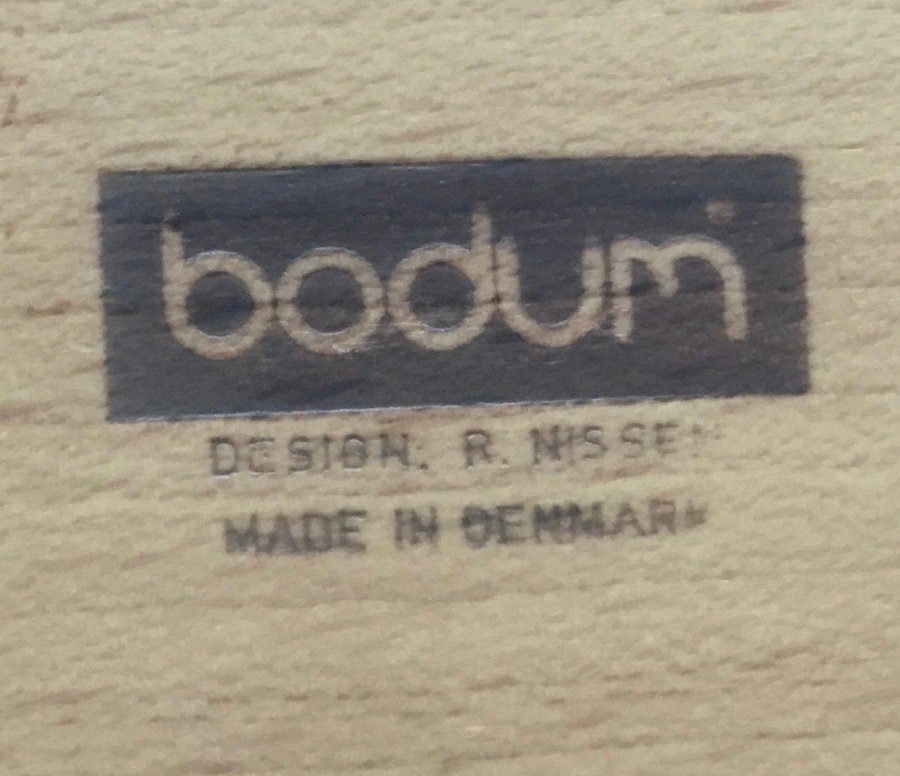 bodum
DESIGN: R. NISSEN
MADE IN DENMARK